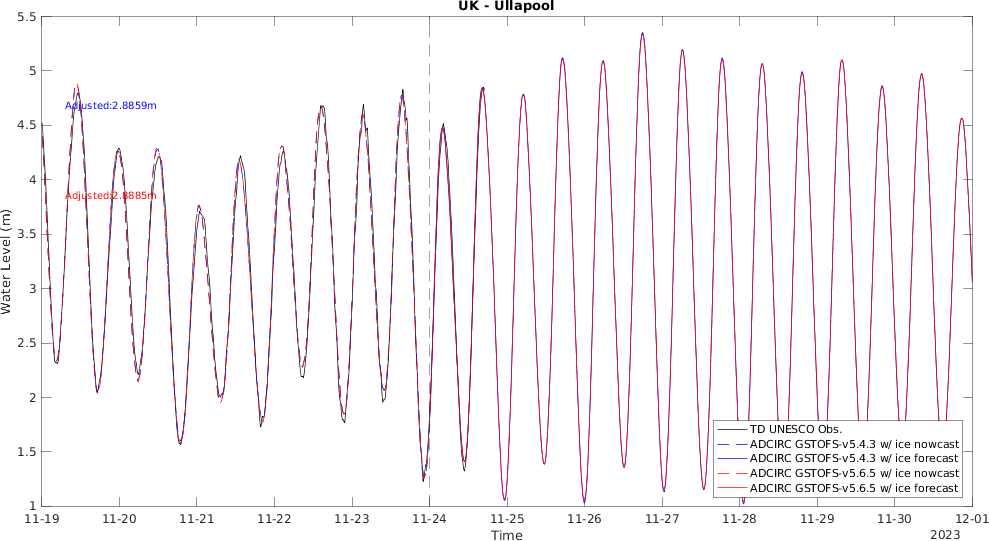 UK - Ullapool
5.5
5
4.5
4
3.5
3
2.5
2
1.5
1
Water Level (m)
Adjusted:2.8859m
Adjusted:2.8885m
TD UNESCO Obs.
ADCIRC GSTOFS-v5.4.3 w/ ice nowcast
ADCIRC GSTOFS-v5.4.3 w/ ice forecast
ADCIRC GSTOFS-v5.6.5 w/ ice nowcast
ADCIRC GSTOFS-v5.6.5 w/ ice forecast
11-19 11-20 11-21 11-22 11-23 11-24 11-25 11-26 11-27 11-28 11-29 11-30 12-01
Time
2023